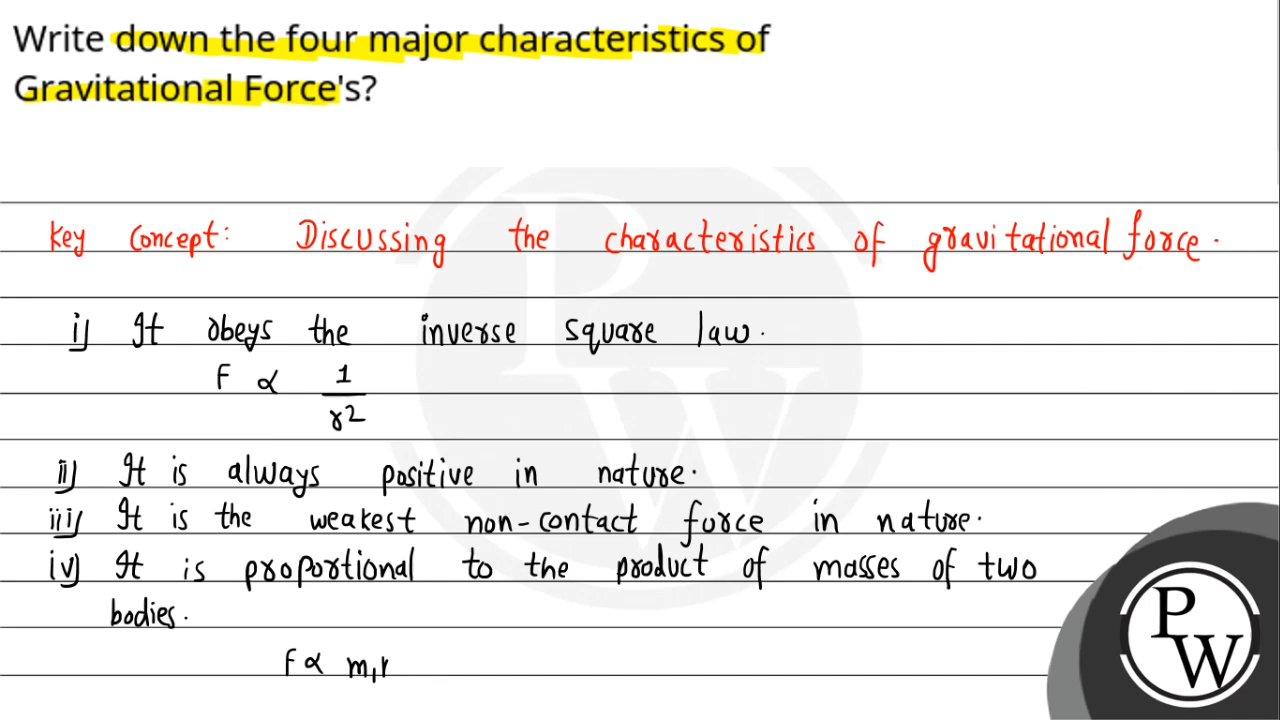 Write down the four major characteristics of
Gravitational Force's?
Key Concept: Discussing the characteristics of gravitational force.
i) It obeys the inverse square law.
F ∝ 1
r2
ii) It is always positive in nature.
iii) It is the weakest non-contact force in nature.
iv) It is proportional to the product of masses of two
bodies.
F ∝ m1
P
W